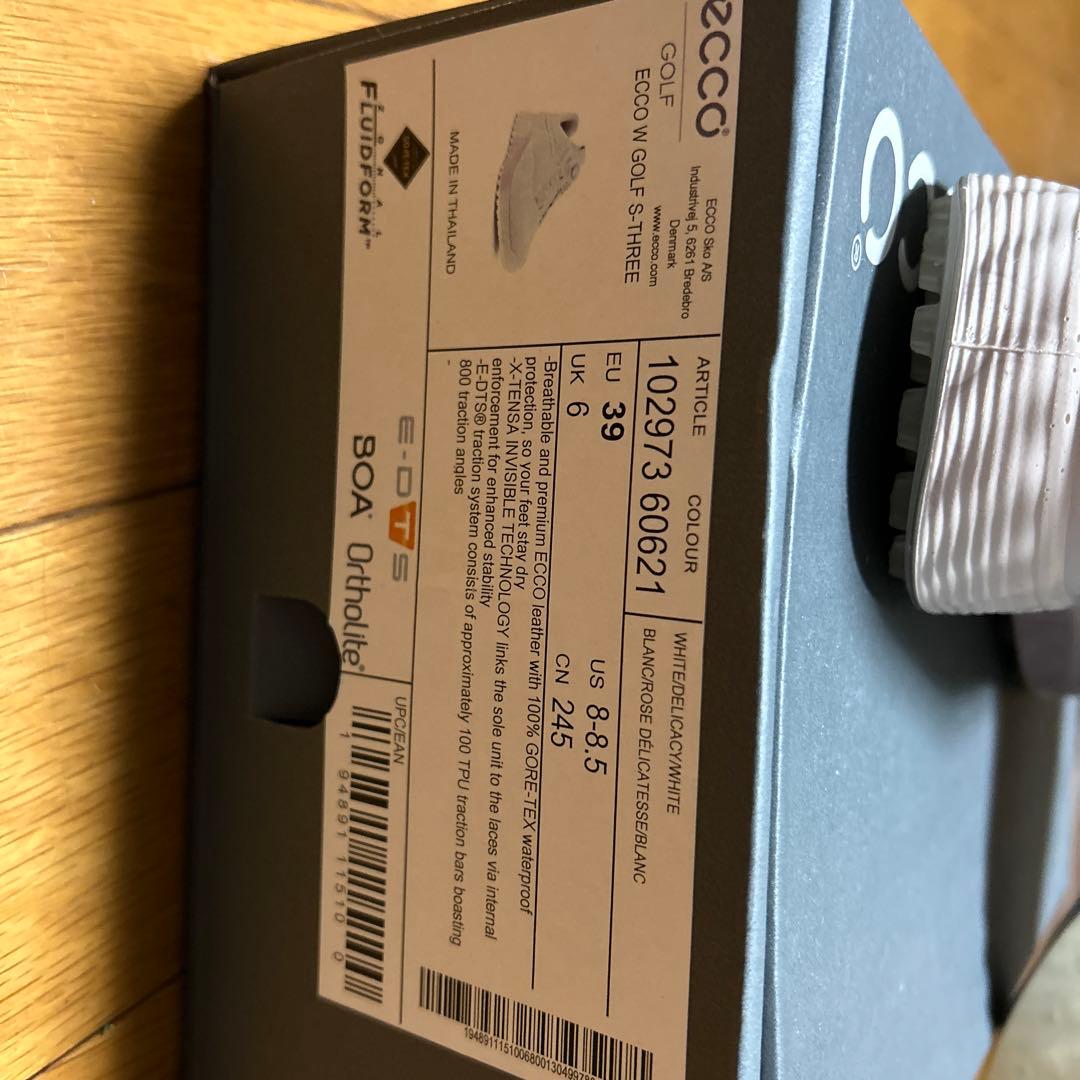 ecco®
GOLF
ECCO W GOLF S-THREE
ECCO Sko A/S
Industrivej 5, 6261 Bredebro
Denmark
www.ecco.com
MADE IN THAILAND
ARTICLE COLOUR
102973 60621
WHITE/DELICACY/WHITE
BLANC/ROSE DÉLICATESSE/BLANC
EU 39 US 8-8.5
UK 6 CN 245
-Breathable and premium ECCO leather with 100% GORE-TEX waterproof
protection, so your feet stay dry
-X-TENSA INVISIBLE TECHNOLOGY links the sole unit to the laces via internal
enforcement for enhanced stability
-E-DTS® traction system consists of approximately 100 TPU traction bars boasting
800 traction angles
-
GORE-TEX
FLUIDFORM™
E-DTS
BOA® Ortholite®
UPC/EAN
1 94891 11510 0
®